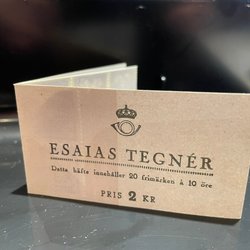 ESAIAS TEGNÉR
Detta häfte innehåller 20 frimärken à 10 öre
PRIS 2 KR